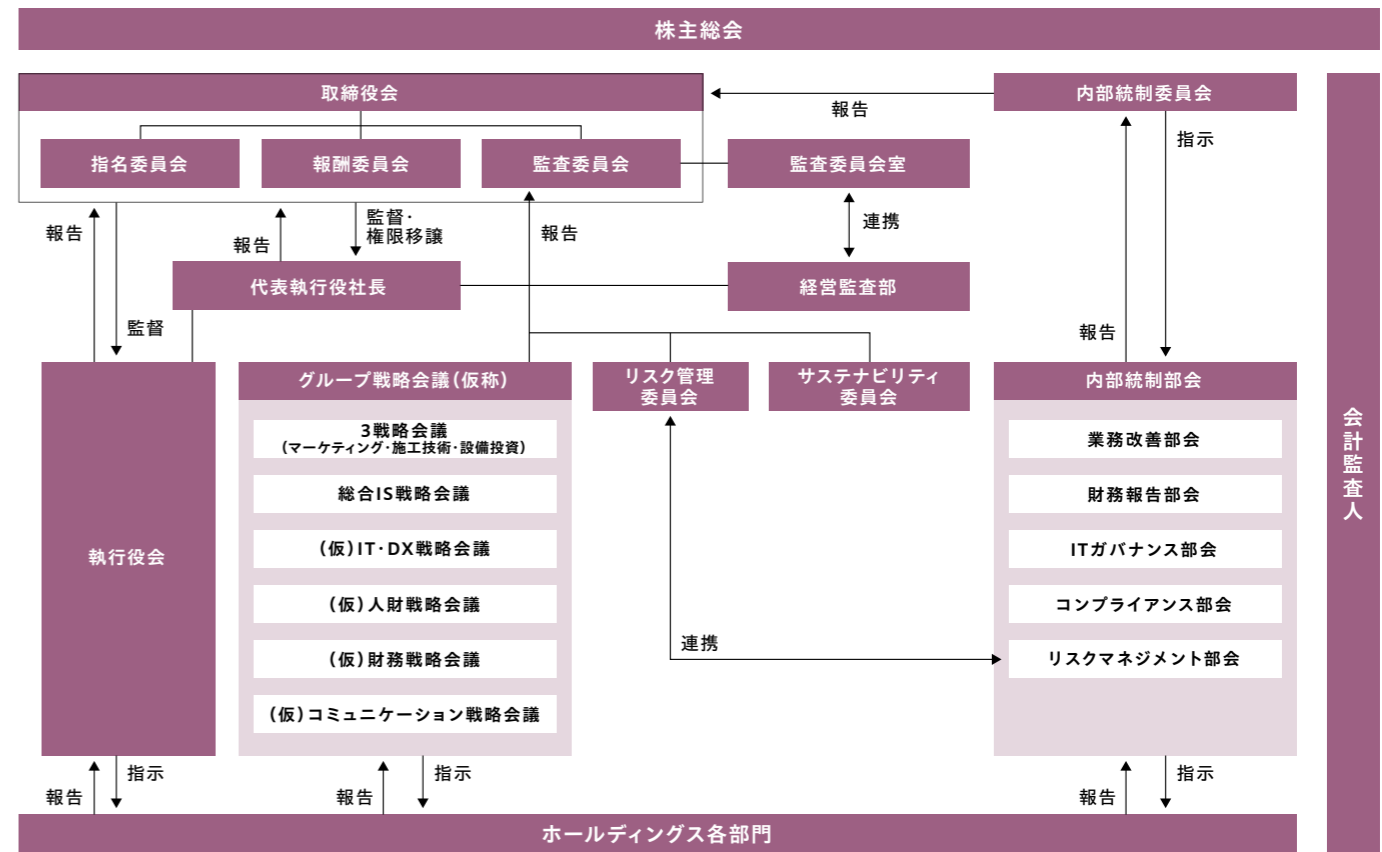 株主総会
取締役会
報告
内部統制委員会
指示
指名委員会
報酬委員会
監査委員会
監査委員会室
報告
報告
監督・
権限移譲
報告
連携
代表執行役社長
経営監査部
監督
報告
執行役会
グループ戦略会議(仮称)
3戦略会議
(マーケティング・施工技術・設備投資)
総合IS戦略会議
(仮)IT・DX戦略会議
(仮)人財戦略会議
(仮)財務戦略会議
(仮)コミュニケーション戦略会議
リスク管理
委員会
サステナビリティ
委員会
連携
内部統制部会
業務改善部会
財務報告部会
ITガバナンス部会
コンプライアンス部会
リスクマネジメント部会
会計監査人
報告
指示
報告
指示
報告
指示
ホールディングス各部門